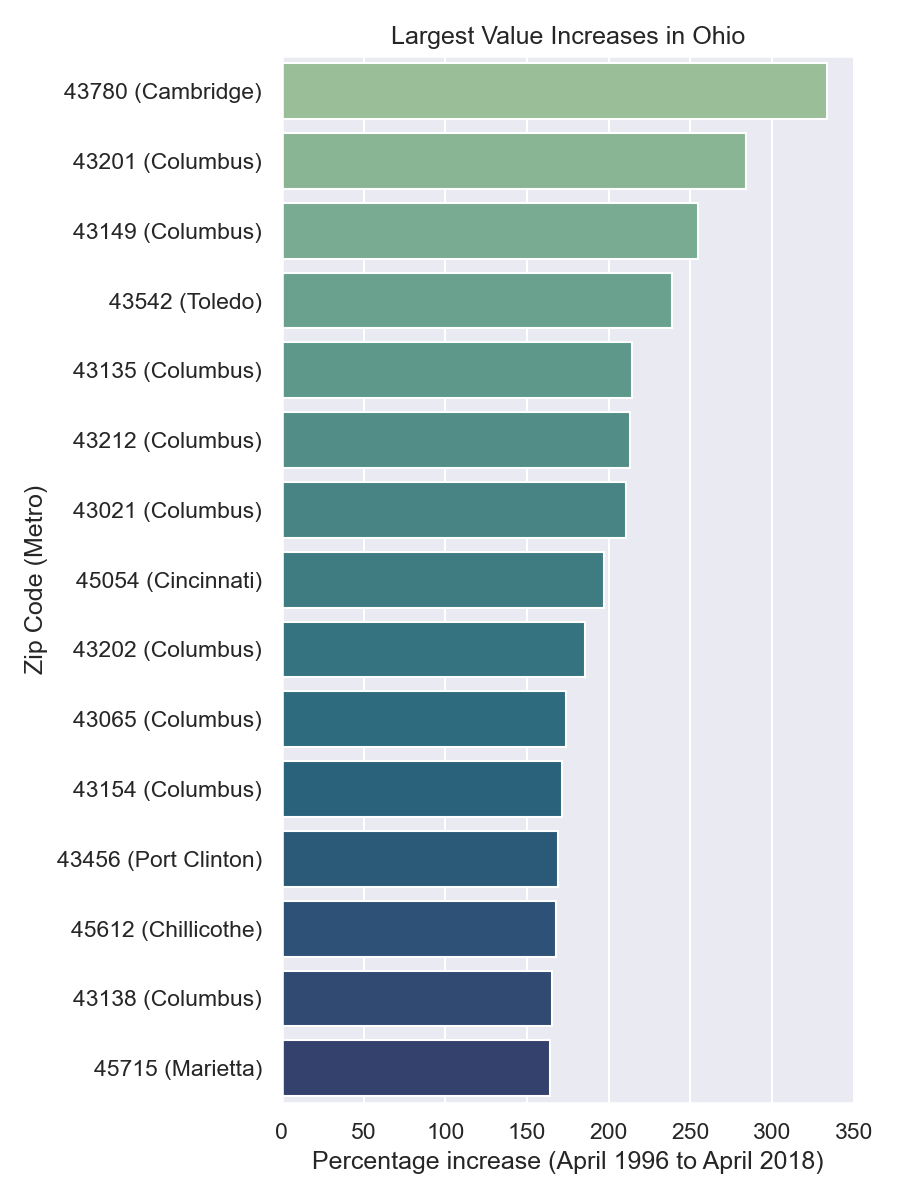 Largest Value Increases in Ohio
Zip Code (Metro)
43780 (Cambridge)
43201 (Columbus)
43149 (Columbus)
43542 (Toledo)
43135 (Columbus)
43212 (Columbus)
43021 (Columbus)
45054 (Cincinnati)
43202 (Columbus)
43065 (Columbus)
43154 (Columbus)
43456 (Port Clinton)
45612 (Chillicothe)
43138 (Columbus)
45715 (Marietta)
0 50 100 150 200 250 300 350
Percentage increase (April 1996 to April 2018)